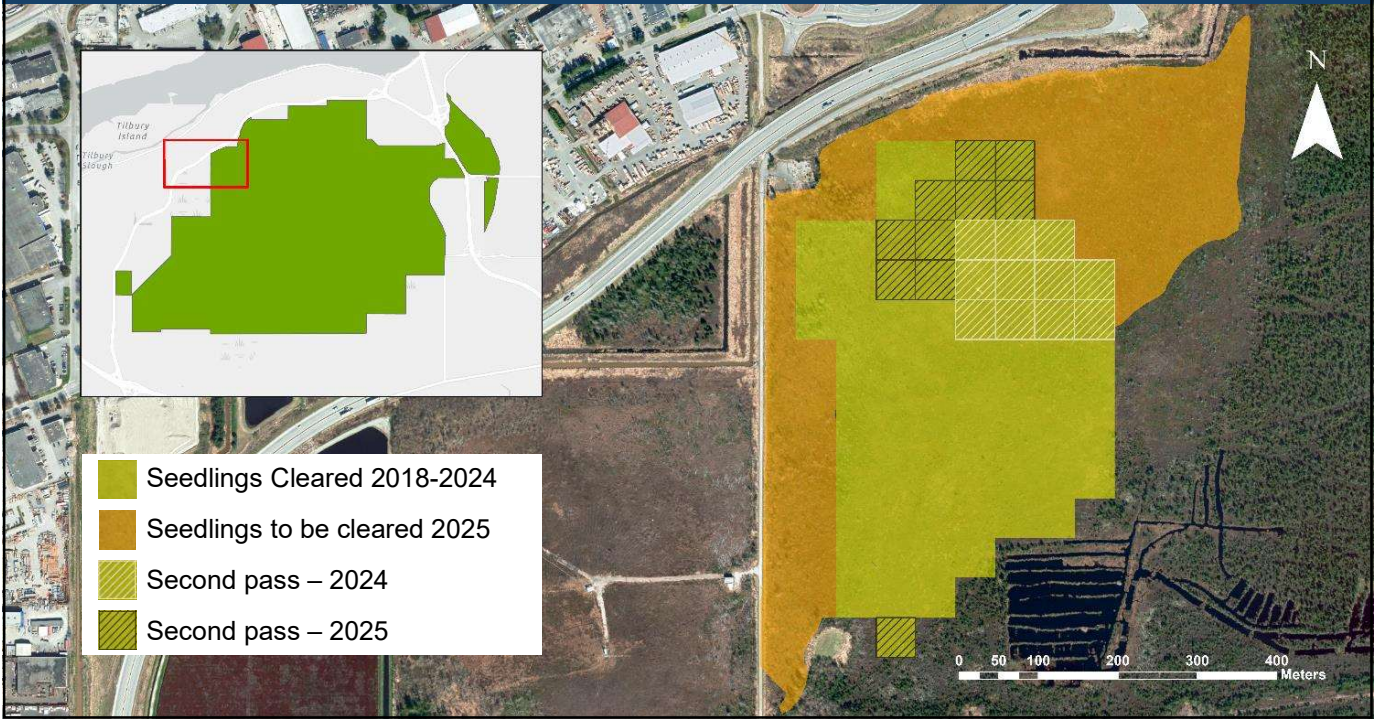 Tilbury
Island
Tilbury
Slough
N
Seedlings Cleared 2018-2024
Seedlings to be cleared 2025
Second pass – 2024
Second pass – 2025
0 50 100 200 300 400
Meters